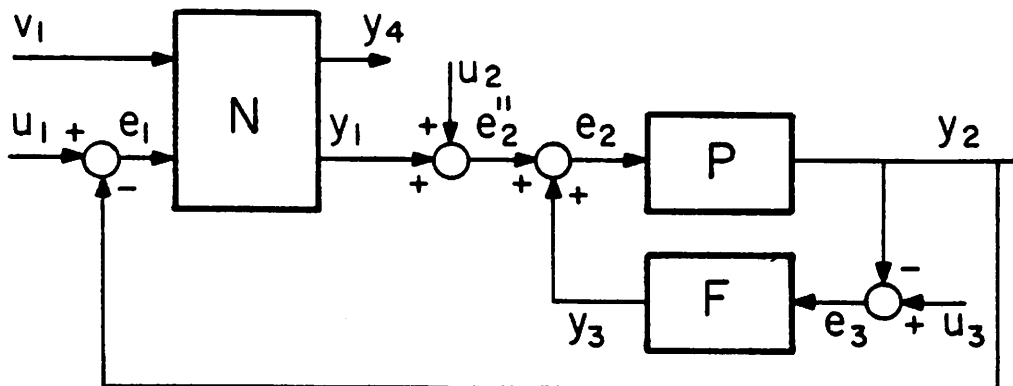 v₁ y₄
u₂
N
u₁ + e₁ y₁ + e₂" e₂ P y₂
− + + +
−
F
y₃ e₃ + u₃